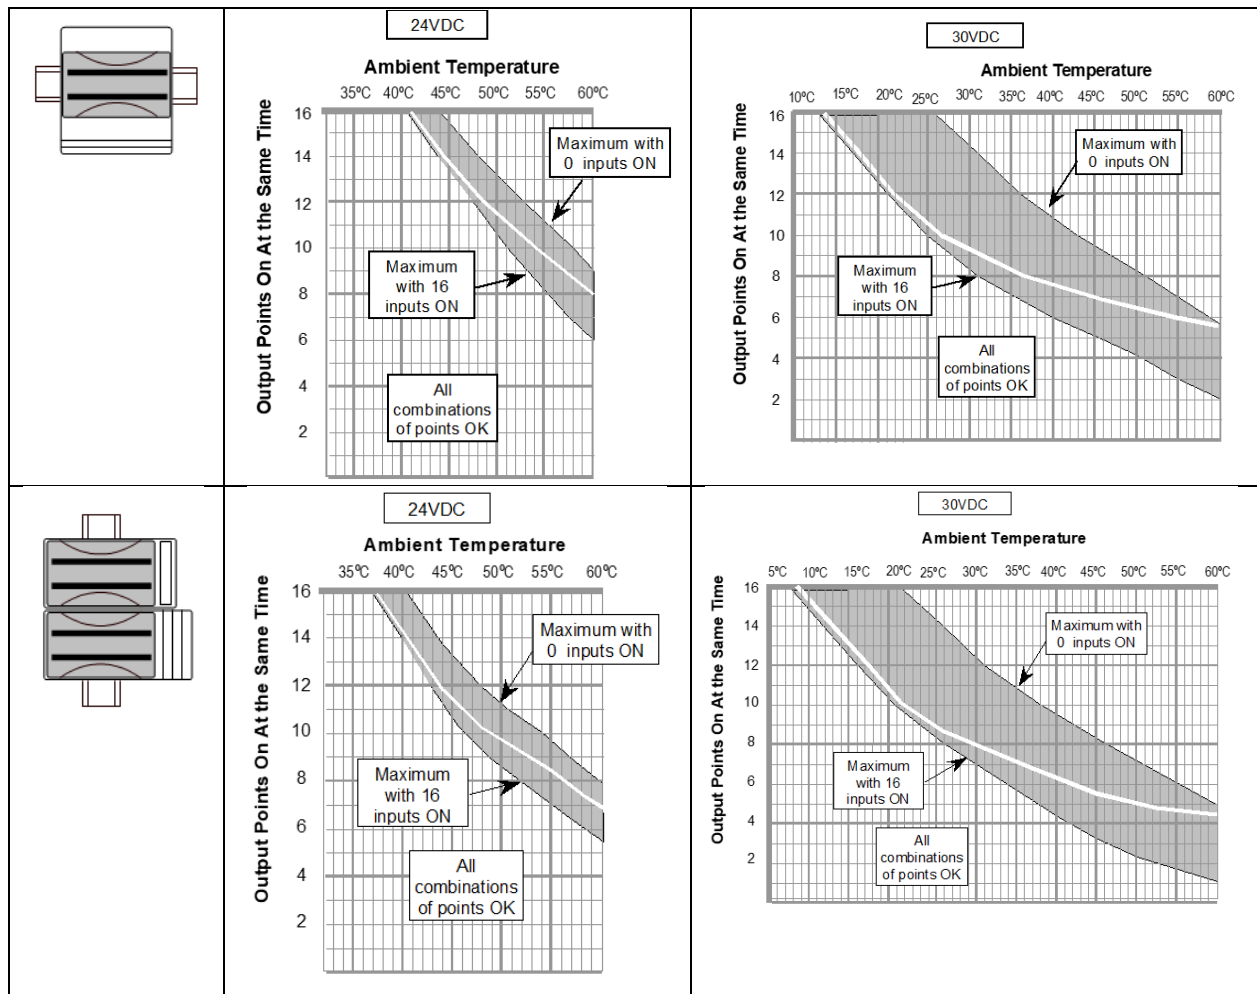 24VDC
Ambient Temperature
35ºC 40ºC 45ºC 50ºC 55ºC 60ºC
Output Points On At the Same Time
16
14
12
10
8
6
4
2
Maximum with
0 inputs ON
Maximum
with 16
inputs ON
All
combinations
of points OK
30VDC
Ambient Temperature
10ºC 15ºC 20ºC 25ºC 30ºC 35ºC 40ºC 45ºC 50ºC 55ºC 60ºC
Output Points On At the Same Time
16
14
12
10
8
6
4
2
Maximum with
0 inputs ON
Maximum
with 16
inputs ON
All
combinations
of points OK
24VDC
Ambient Temperature
35ºC 40ºC 45ºC 50ºC 55ºC 60ºC
Output Points On At the Same Time
16
14
12
10
8
6
4
2
Maximum with
0 inputs ON
Maximum
with 16
inputs ON
All
combinations
of points OK
30VDC
Ambient Temperature
5ºC 10ºC 15ºC 20ºC 25ºC 30ºC 35ºC 40ºC 45ºC 50ºC 55ºC 60ºC
Output Points On At the Same Time
16
14
12
10
8
6
4
2
Maximum with
0 inputs ON
Maximum
with 16
inputs ON
All
combinations
of points OK